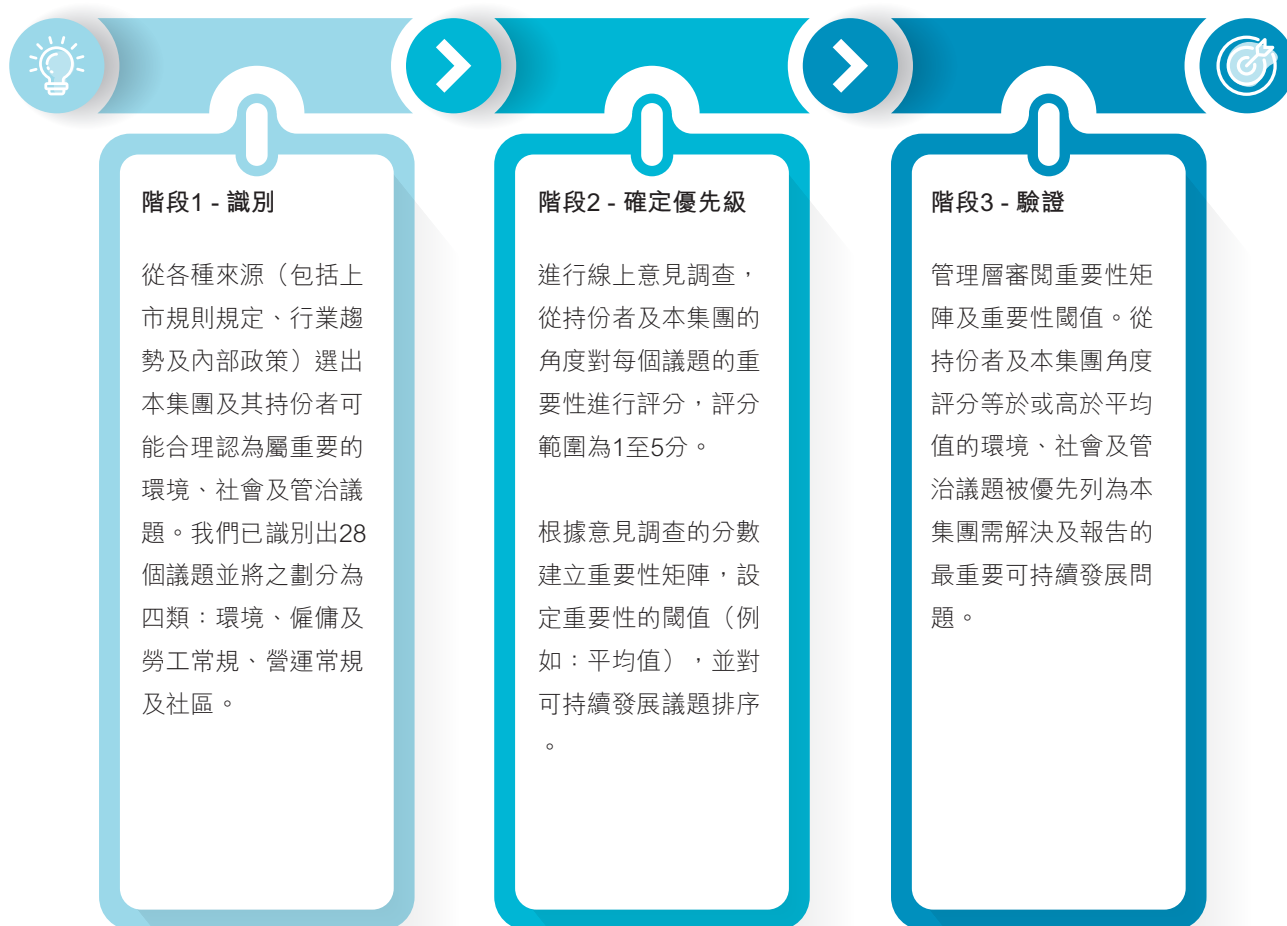 階段1 - 識別
從各種來源（包括上
市規則規定、行業趨
勢及內部政策）選出
本集團及其持份者可
能合理認為屬重要的
環境、社會及管治議
題。我們已識別出28
個議題並將之劃分為
四類：環境、僱傭及
勞工常規、營運常規
及社區。
階段2 - 確定優先級
進行線上意見調查，
從持份者及本集團的
角度對每個議題的重
要性進行評分，評分
範圍為1至5分。
根據意見調查的分數
建立重要性矩陣，設
定重要性的閾值（例
如：平均值），並對
可持續發展議題排序
。
階段3 - 驗證
管理層審閱重要性矩
陣及重要性閾值。從
持份者及本集團角度
評分等於或高於平均
值的環境、社會及管
治議題被優先列為本
集團需解決及報告的
最重要可持續發展問
題。